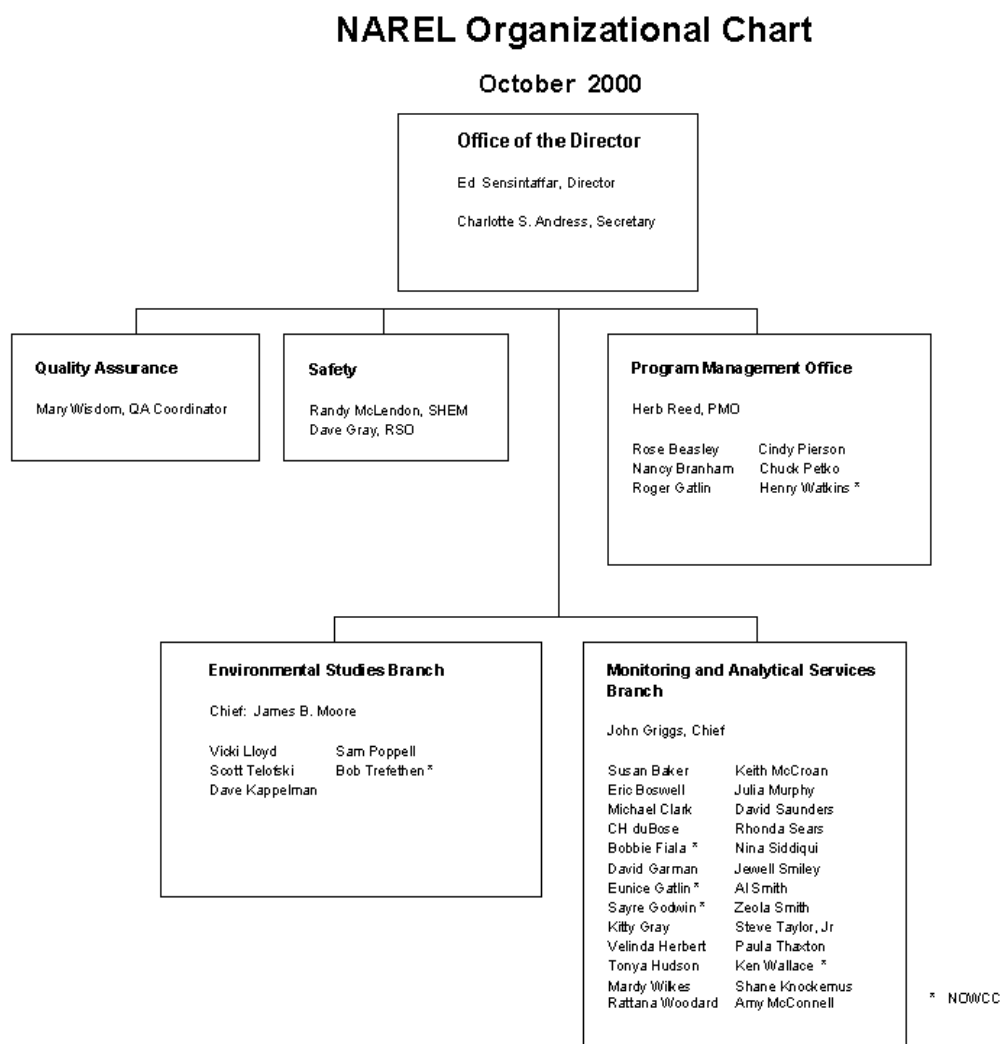 NAREL Organizational Chart
October 2000
Office of the Director
Ed Sensintaffar, Director
Charlotte S. Andress, Secretary
Quality Assurance
Mary Wisdom, QA Coordinator
Safety
Randy McLendon, SHEM
Dave Gray, RSO
Program Management Office
Herb Reed, PMO
Rose Beasley Cindy Pierson
Nancy Branham Chuck Petko
Roger Gatlin Henry Watkins *
Environmental Studies Branch
Chief: James B. Moore
Vicki Lloyd Sam Poppell
Scott Telofski Bob Trefethen *
Dave Kappelman
Monitoring and Analytical Services
Branch
John Griggs, Chief
Susan Baker Keith McCroan
Eric Boswell Julia Murphy
Michael Clark David Saunders
CH duBose Rhonda Sears
Bobbie Fiala * Nina Siddiqui
David Garman Jewell Smiley
Eunice Gatlin * Al Smith
Sayre Godwin * Zeola Smith
Kitty Gray Steve Taylor, Jr
Velinda Herbert Paula Thaxton
Tonya Hudson Ken Wallace *
Mardy Wilkes Shane Knockemus
Rattana Woodard Amy McConnell
* NOWCC